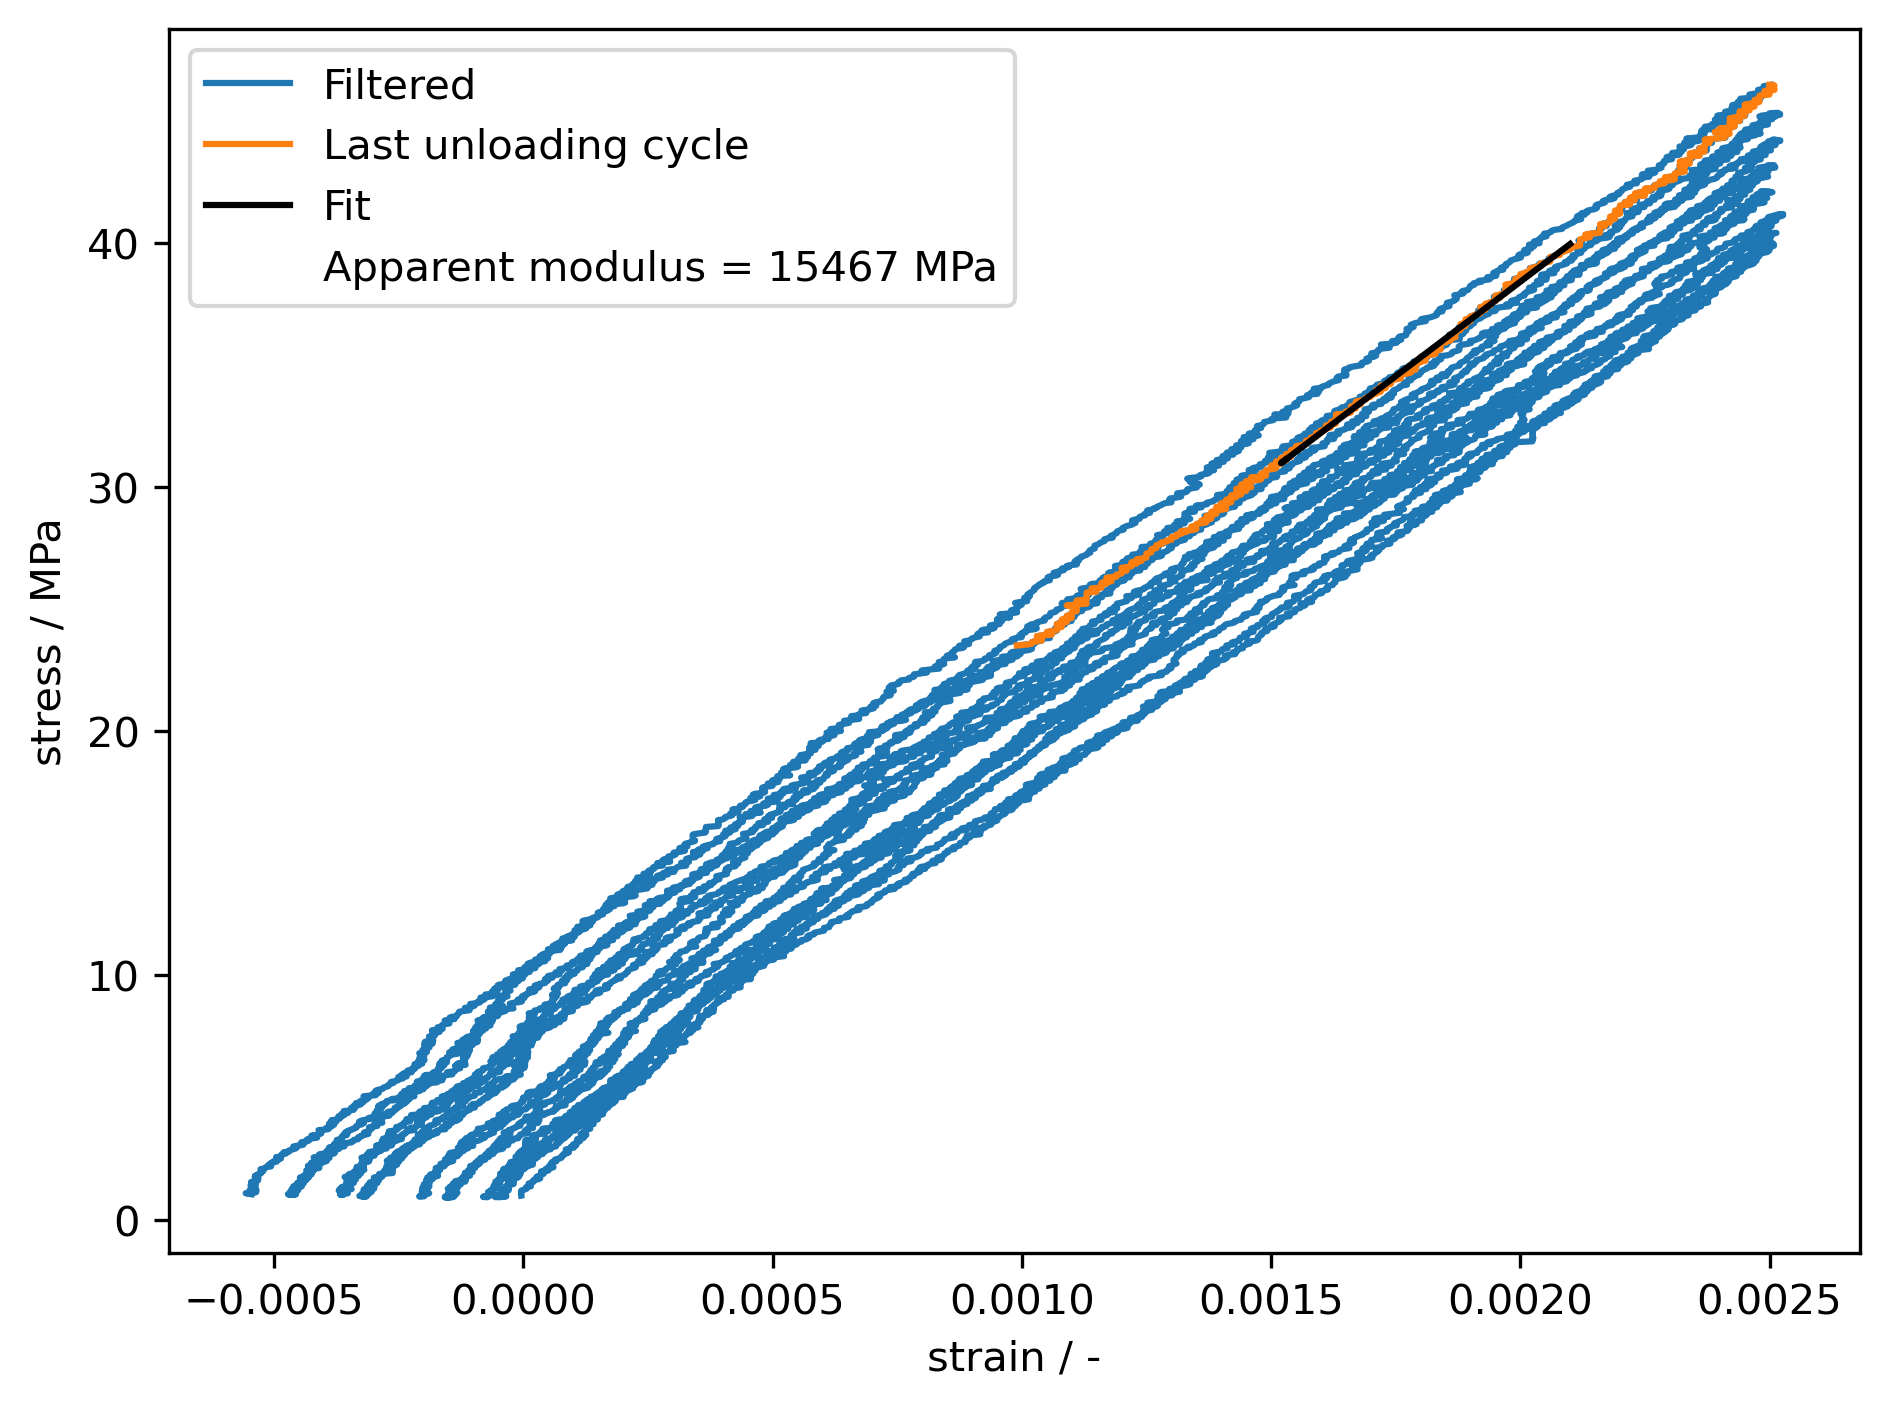 Filtered
Last unloading cycle
Fit
Apparent modulus = 15467 MPa
40
30
20
10
0
stress / MPa
−0.0005 0.0000 0.0005 0.0010 0.0015 0.0020 0.0025
strain / -